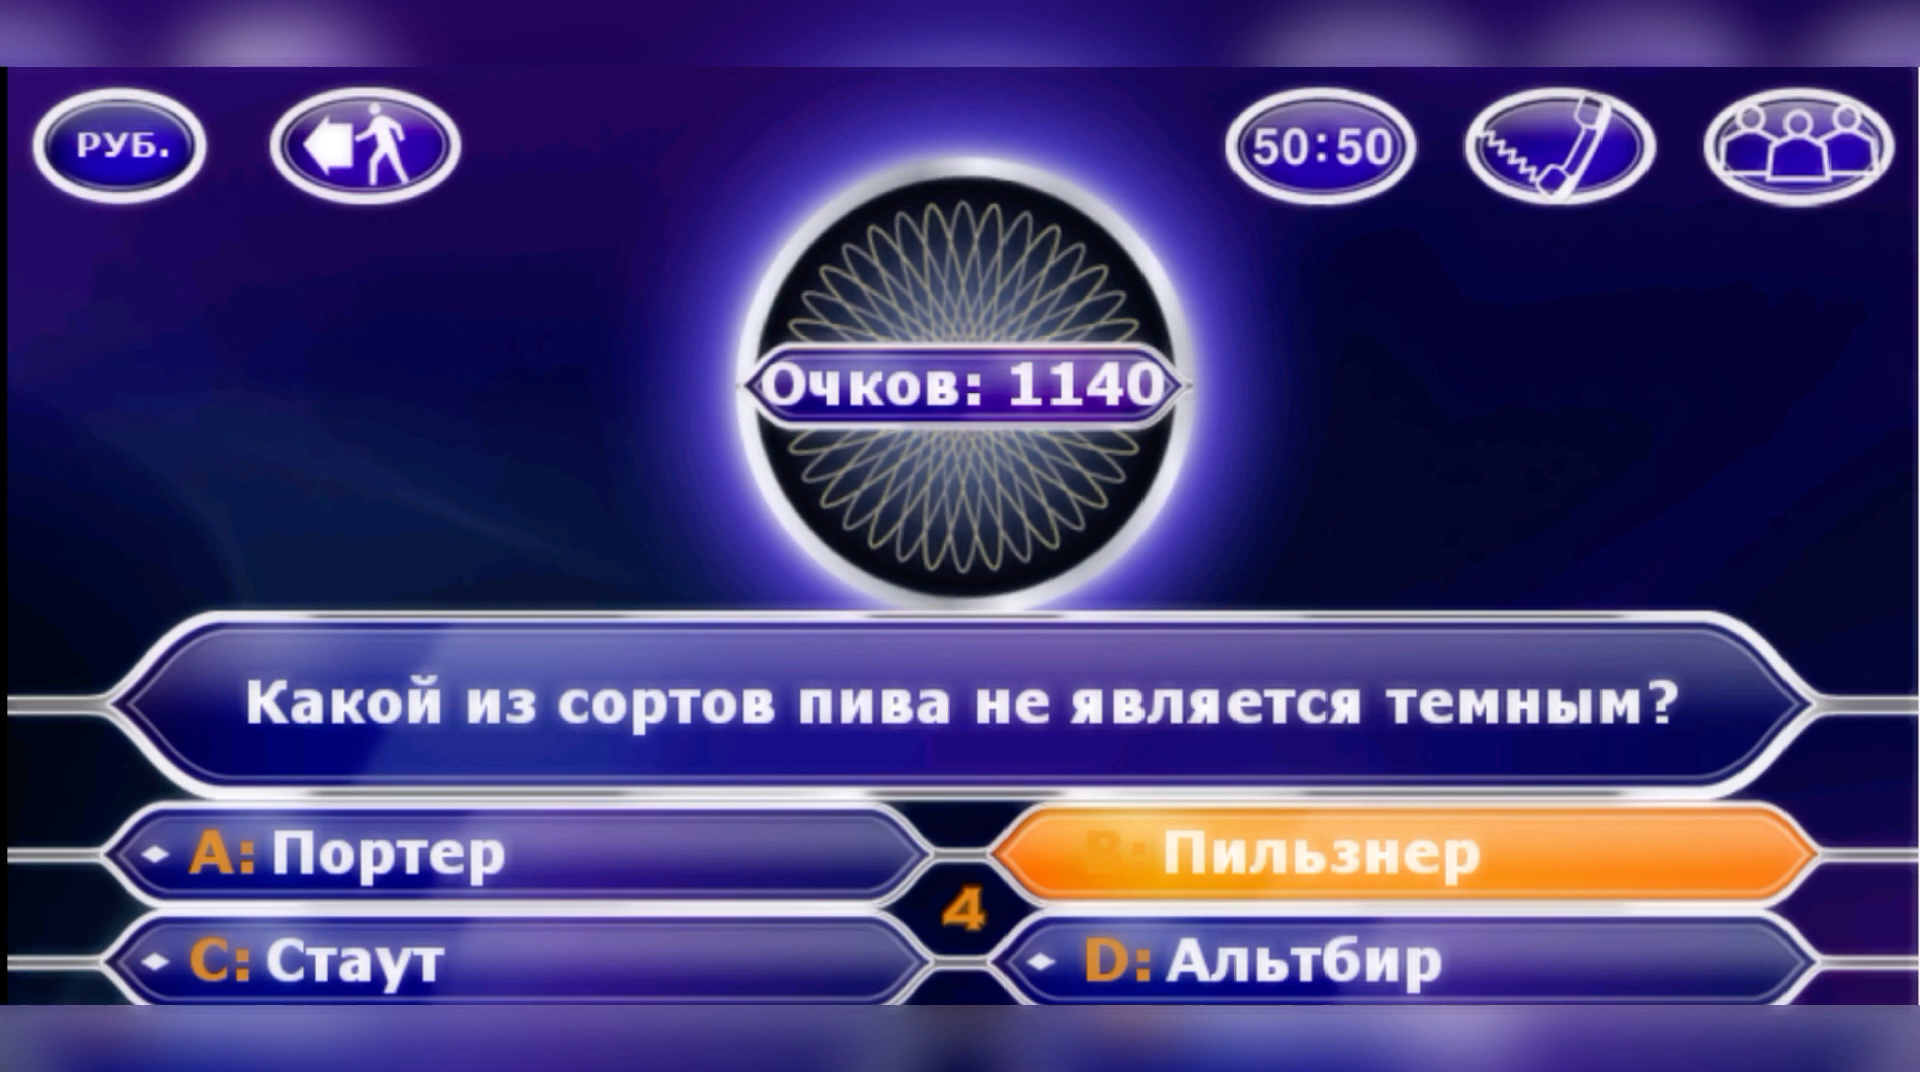 РУБ.
50:50
Очков: 1140
Какой из сортов пива не является темным?
A: Портер
B: Пильзнер
4
C: Стаут
D: Альтбир